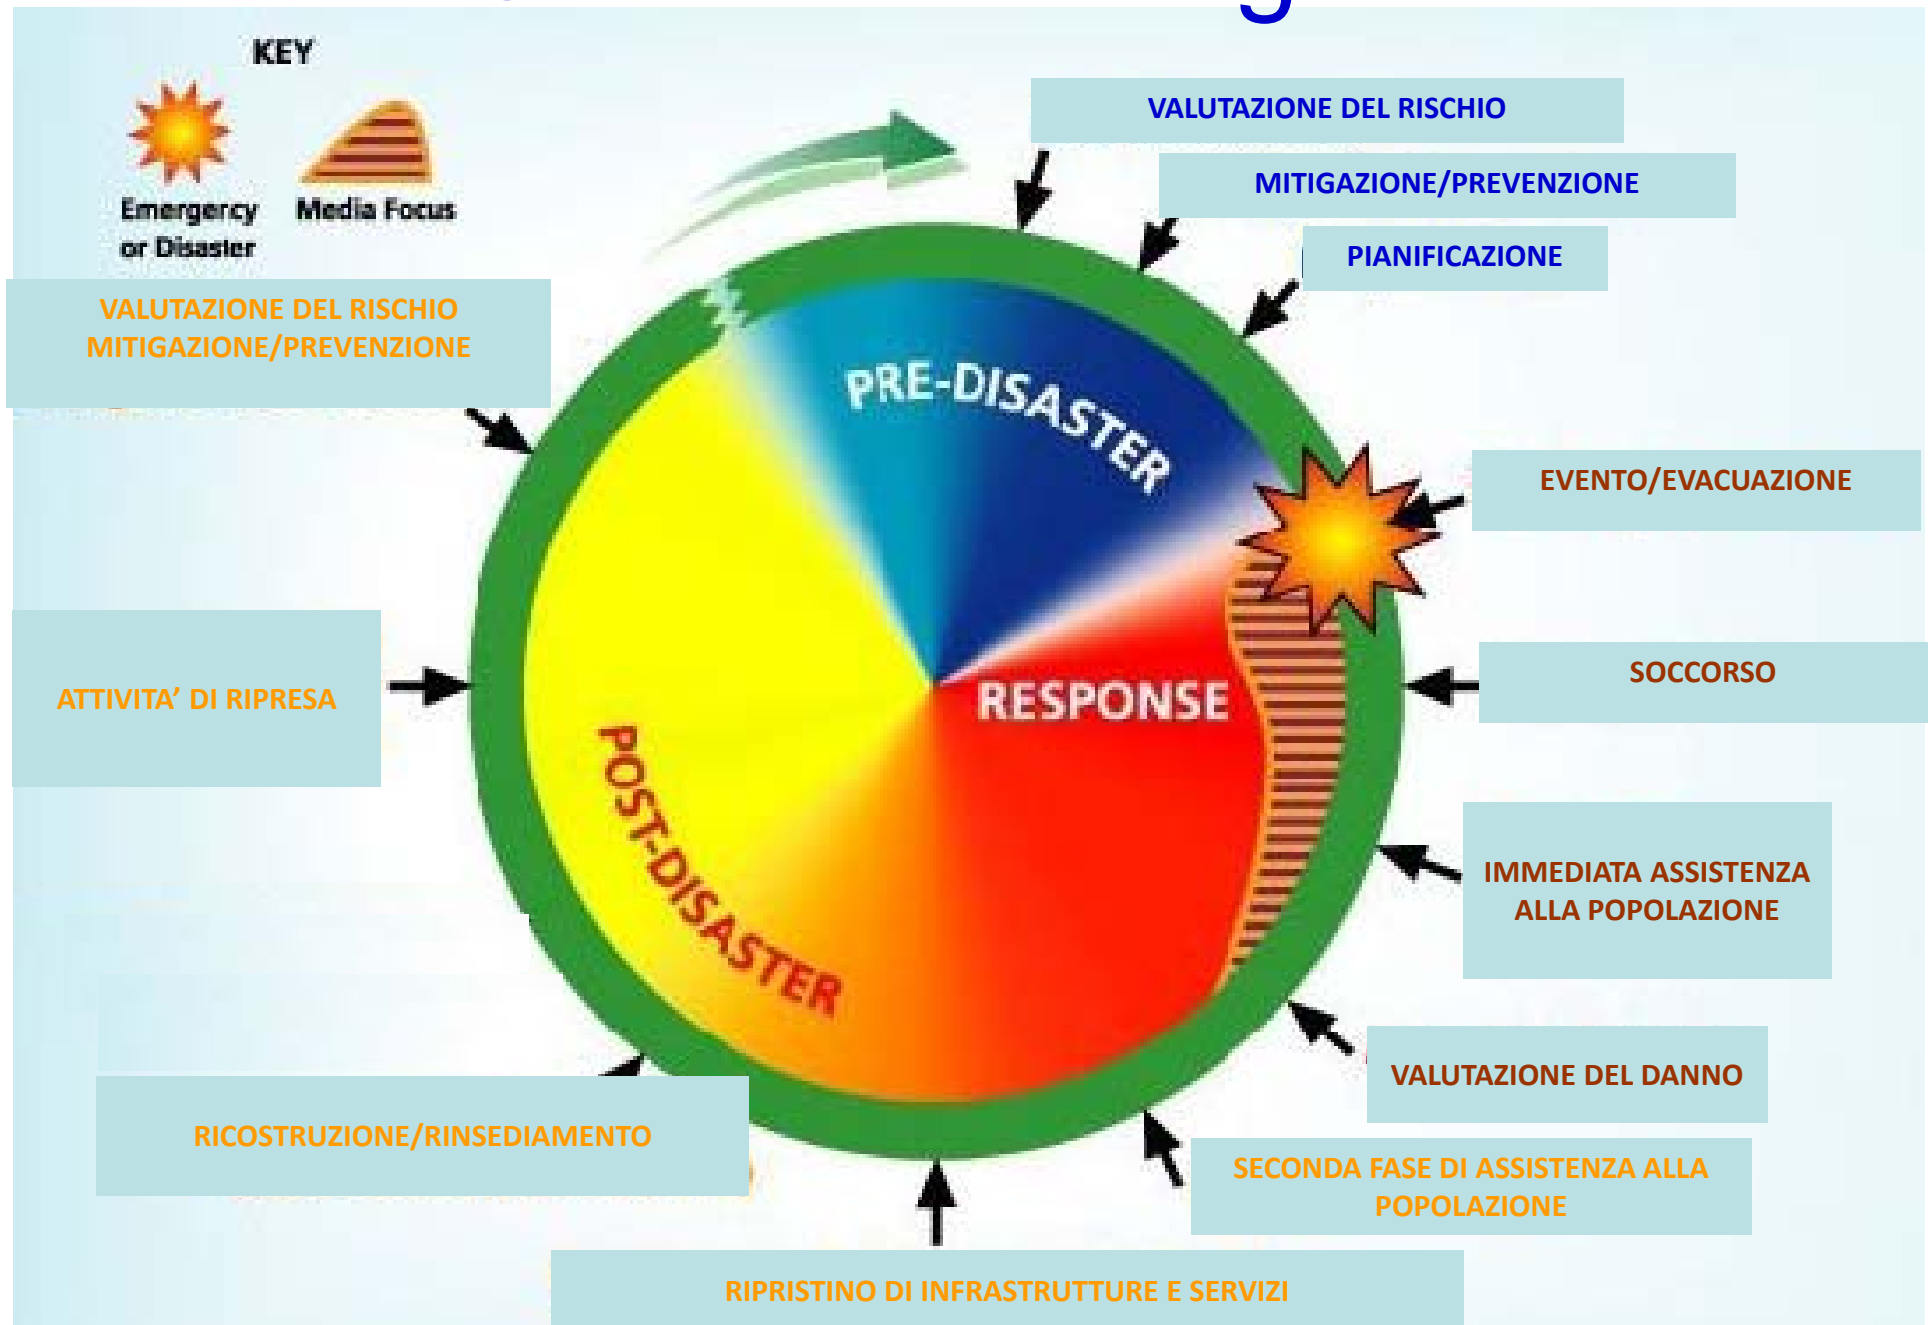 KEY
Emergency
or Disaster
Media Focus
VALUTAZIONE DEL RISCHIO
MITIGAZIONE/PREVENZIONE
PIANIFICAZIONE
VALUTAZIONE DEL RISCHIO
MITIGAZIONE/PREVENZIONE
PRE-DISASTER
EVENTO/EVACUAZIONE
ATTIVITA’ DI RIPRESA
RESPONSE
SOCCORSO
POST-DISASTER
IMMEDIATA ASSISTENZA
ALLA POPOLAZIONE
VALUTAZIONE DEL DANNO
RICOSTRUZIONE/RINSEDIAMENTO
SECONDA FASE DI ASSISTENZA ALLA
POPOLAZIONE
RIPRISTINO DI INFRASTRUTTURE E SERVIZI